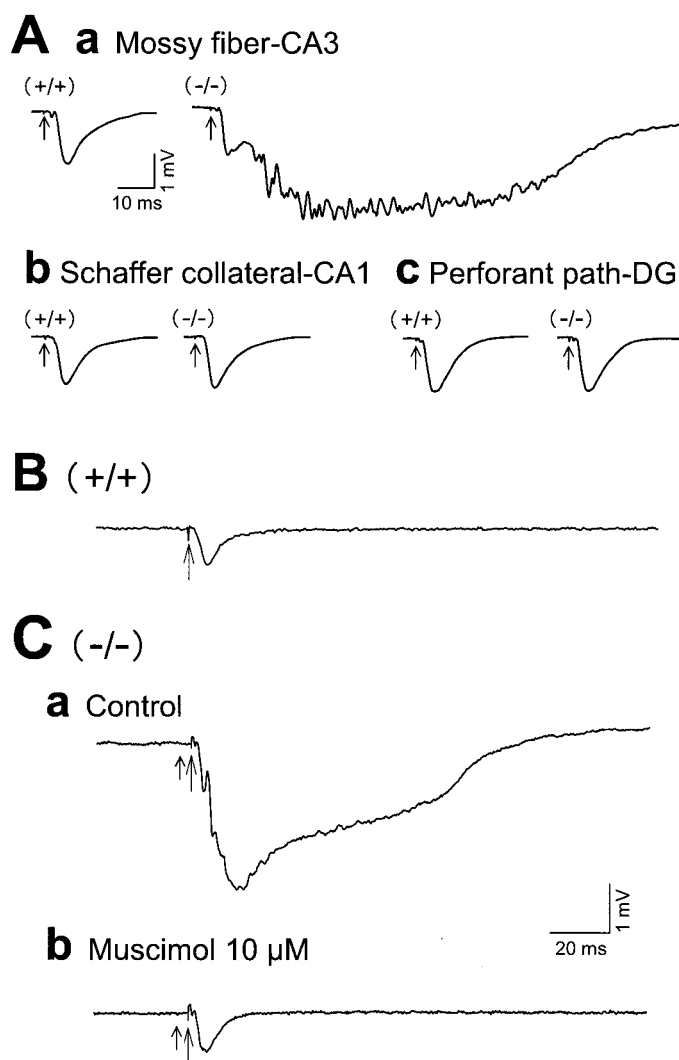 A a Mossy fiber-CA3
(+/+) (-/-)
1 mV
10 ms
b Schaffer collateral-CA1 c Perforant path-DG
(+/+) (-/-) (+/+) (-/-)
B (+/+)
C (-/-)
a Control
1 mV
20 ms
b Muscimol 10 μM